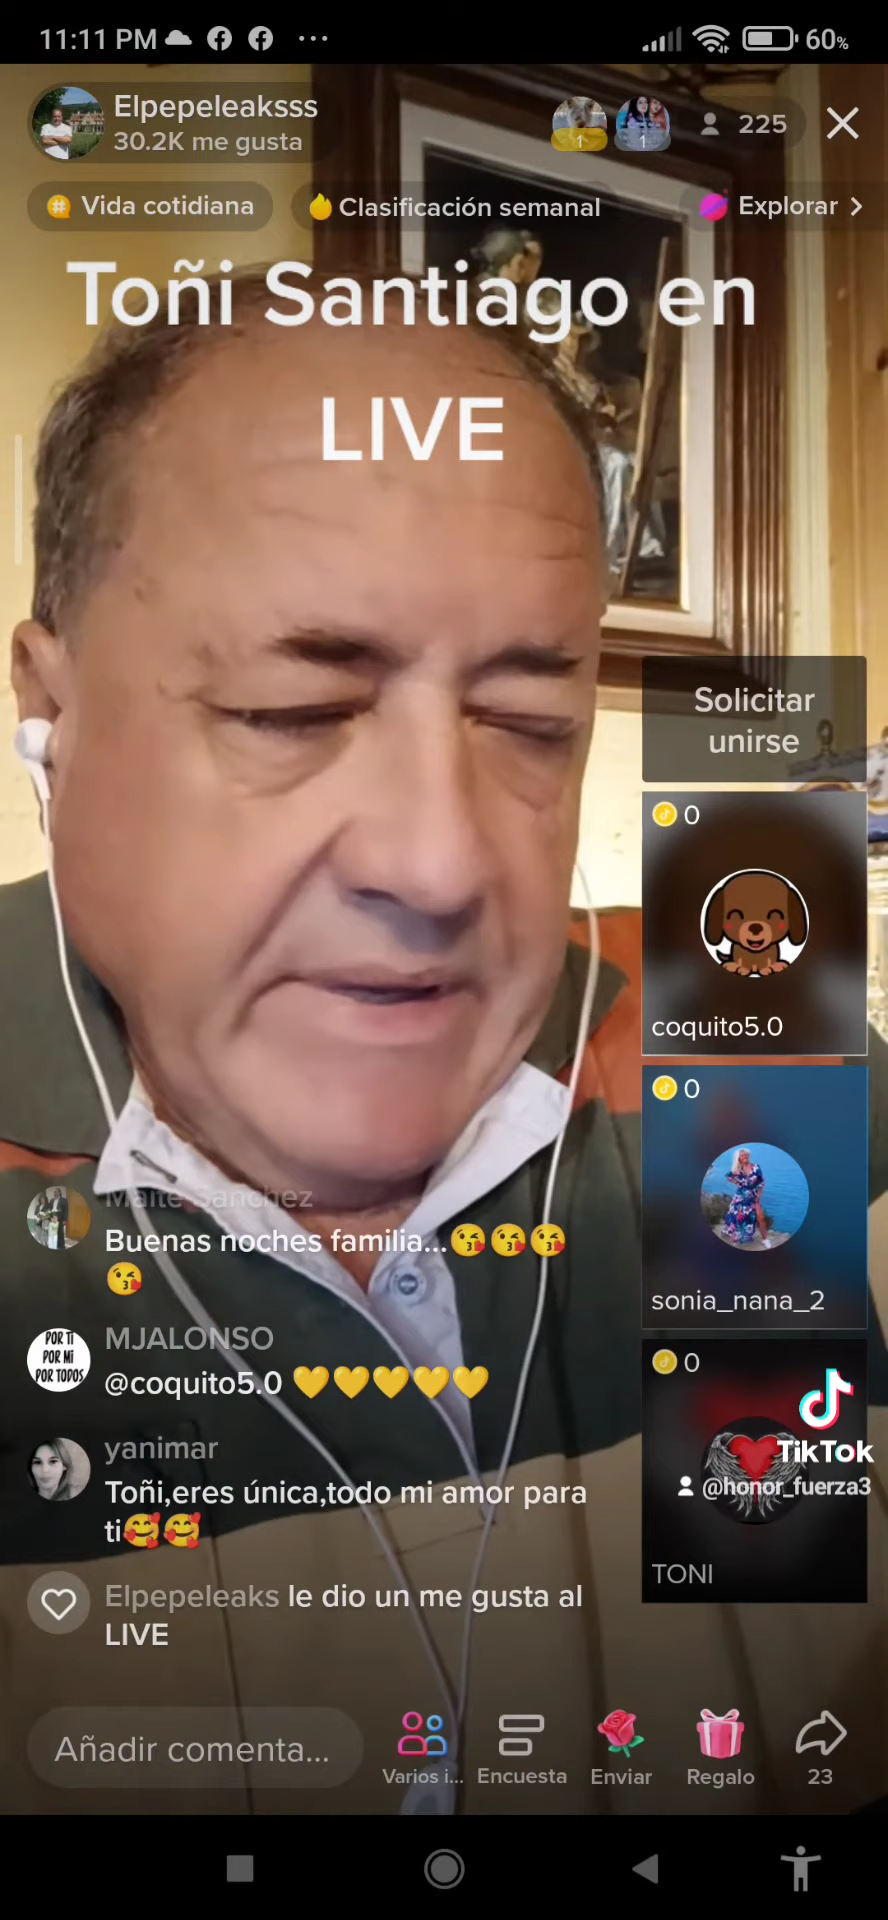 11:11 PM
60%
Elpepeleaksss
30.2K me gusta
1
1
225
Vida cotidiana
Clasificación semanal
Explorar
Toñi Santiago en
LIVE
Solicitar
unirse
0
coquito5.0
0
sonia_nana_2
0
TikTok
@honor_fuerza3
TONI
Maite Sanchez
Buenas noches familia...😘😘😘
😘
POR TI
POR MÍ
POR TODOS
MJALONSO
@coquito5.0 💛💛💛💛💛
yanimar
Toñi,eres única,todo mi amor para
ti🥰🥰
Elpepeleaks le dio un me gusta al
LIVE
Añadir comenta...
Varios i...
Encuesta
Enviar
Regalo
23